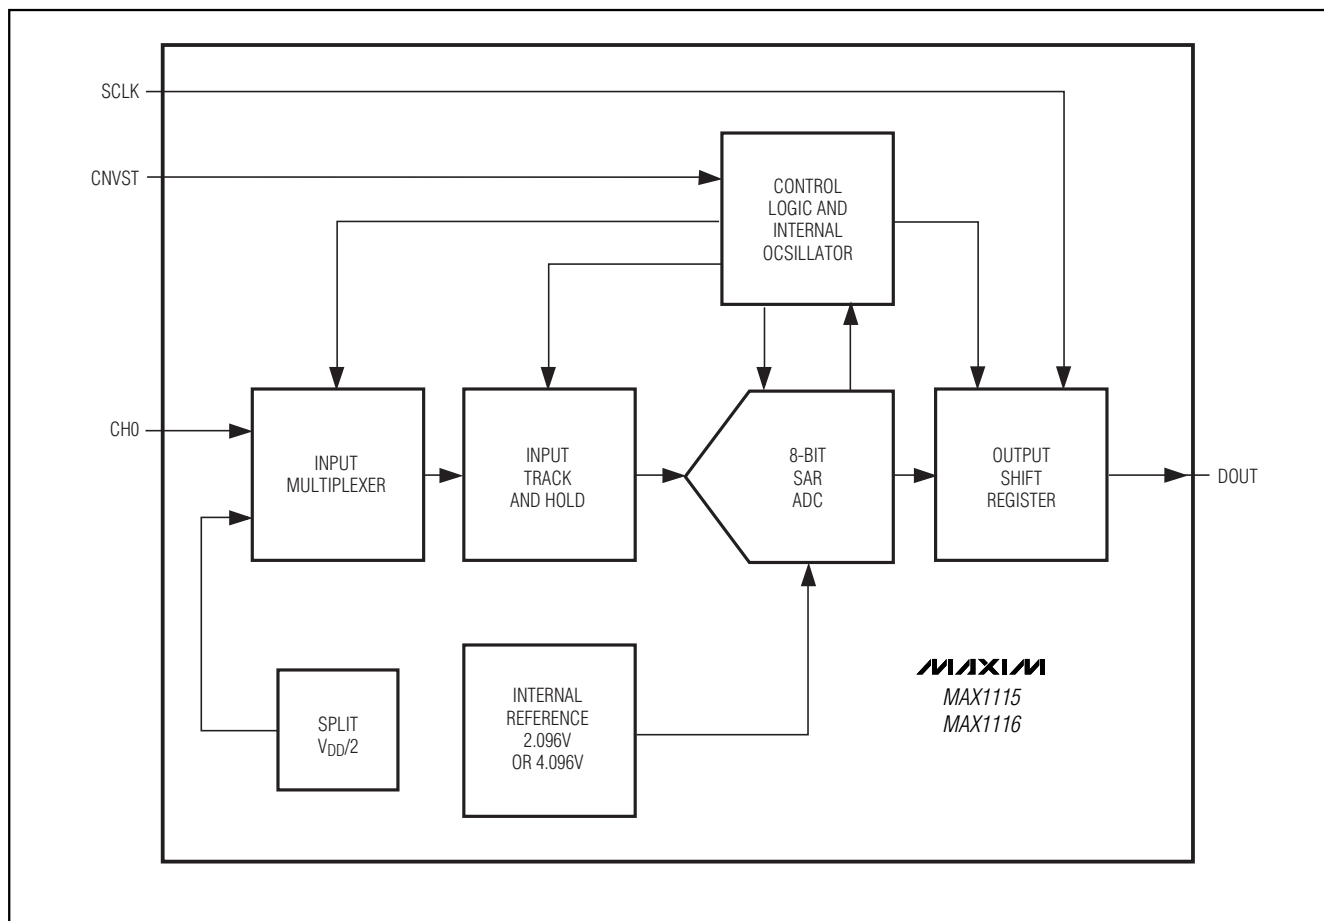 SCLK
CNVST
CONTROL
LOGIC AND
INTERNAL
OCSILLATOR
CH0
INPUT
MULTIPLEXER
INPUT
TRACK
AND HOLD
8-BIT
SAR
ADC
OUTPUT
SHIFT
REGISTER
DOUT
SPLIT
VDD/2
INTERNAL
REFERENCE
2.096V
OR 4.096V
MAXIM
MAX1115
MAX1116